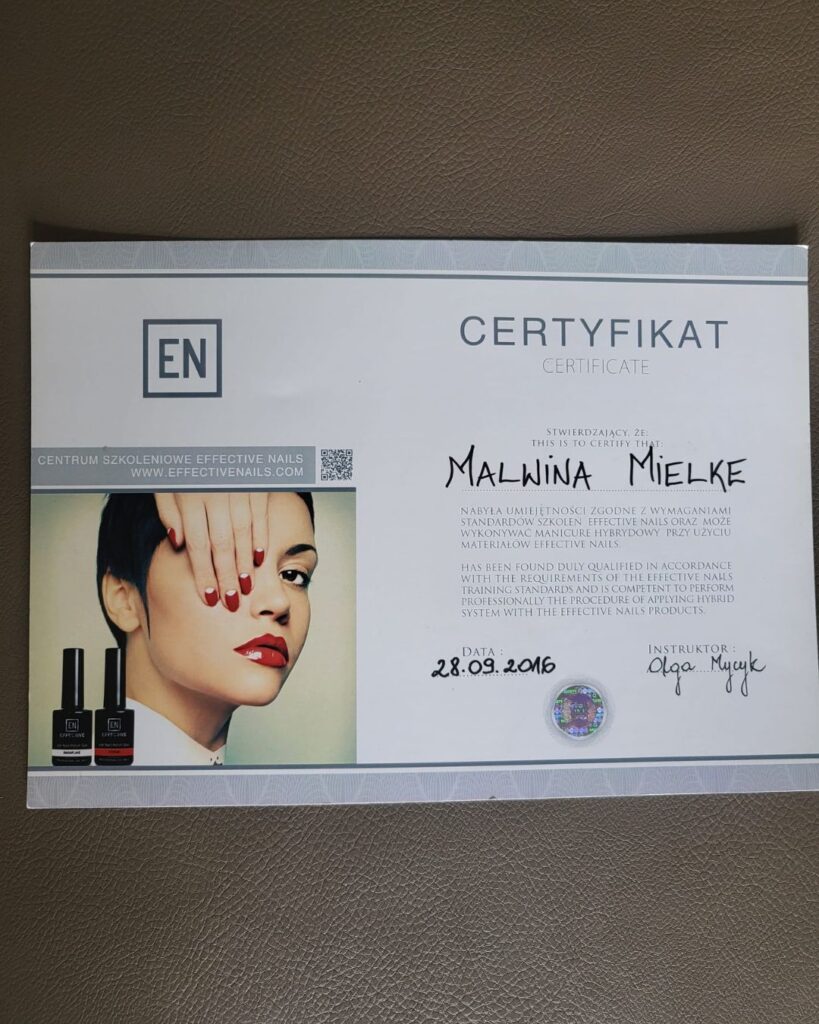 EN
CENTRUM SZKOLENIOWE EFFECTIVE NAILS
WWW.EFFECTIVENAILS.COM
CERTYFIKAT
CERTIFICATE
STWIERDZAJĄCY, ŻE:
THIS IS TO CERTIFY THAT:
MALWINA MIELKE
NABYŁA UMIEJĘTNOŚCI ZGODNE Z WYMAGANIAMI
STANDARDÓW SZKOLEŃ EFFECTIVE NAILS ORAZ MOŻE
WYKONYWAĆ MANICURE HYBRYDOWY PRZY UŻYCIU
MATERIAŁÓW EFFECTIVE NAILS.
HAS BEEN FOUND DULY QUALIFIED IN ACCORDANCE
WITH THE REQUIREMENTS OF THE EFFECTIVE NAILS
TRAINING STANDARDS AND IS COMPETENT TO PERFORM
PROFESSIONALLY THE PROCEDURE OF APPLYING HYBRID
SYSTEM WITH THE EFFECTIVE NAILS PRODUCTS.
DATA :
28.09.2016
INSTRUKTOR :
Olga Mycyk
EN
EFFECTIVE
EN
EFFECTIVE